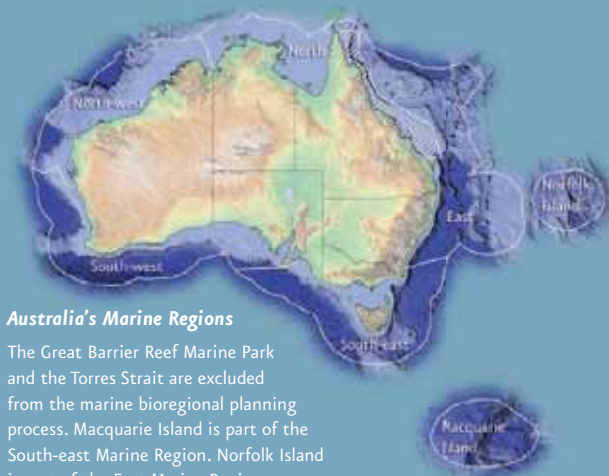 North
North-west
Norfolk
Island
East
South-west
South-east
Macquarie
Island
Australia's Marine Regions
The Great Barrier Reef Marine Park
and the Torres Strait are excluded
from the marine bioregional planning
process. Macquarie Island is part of the
South-east Marine Region. Norfolk Island